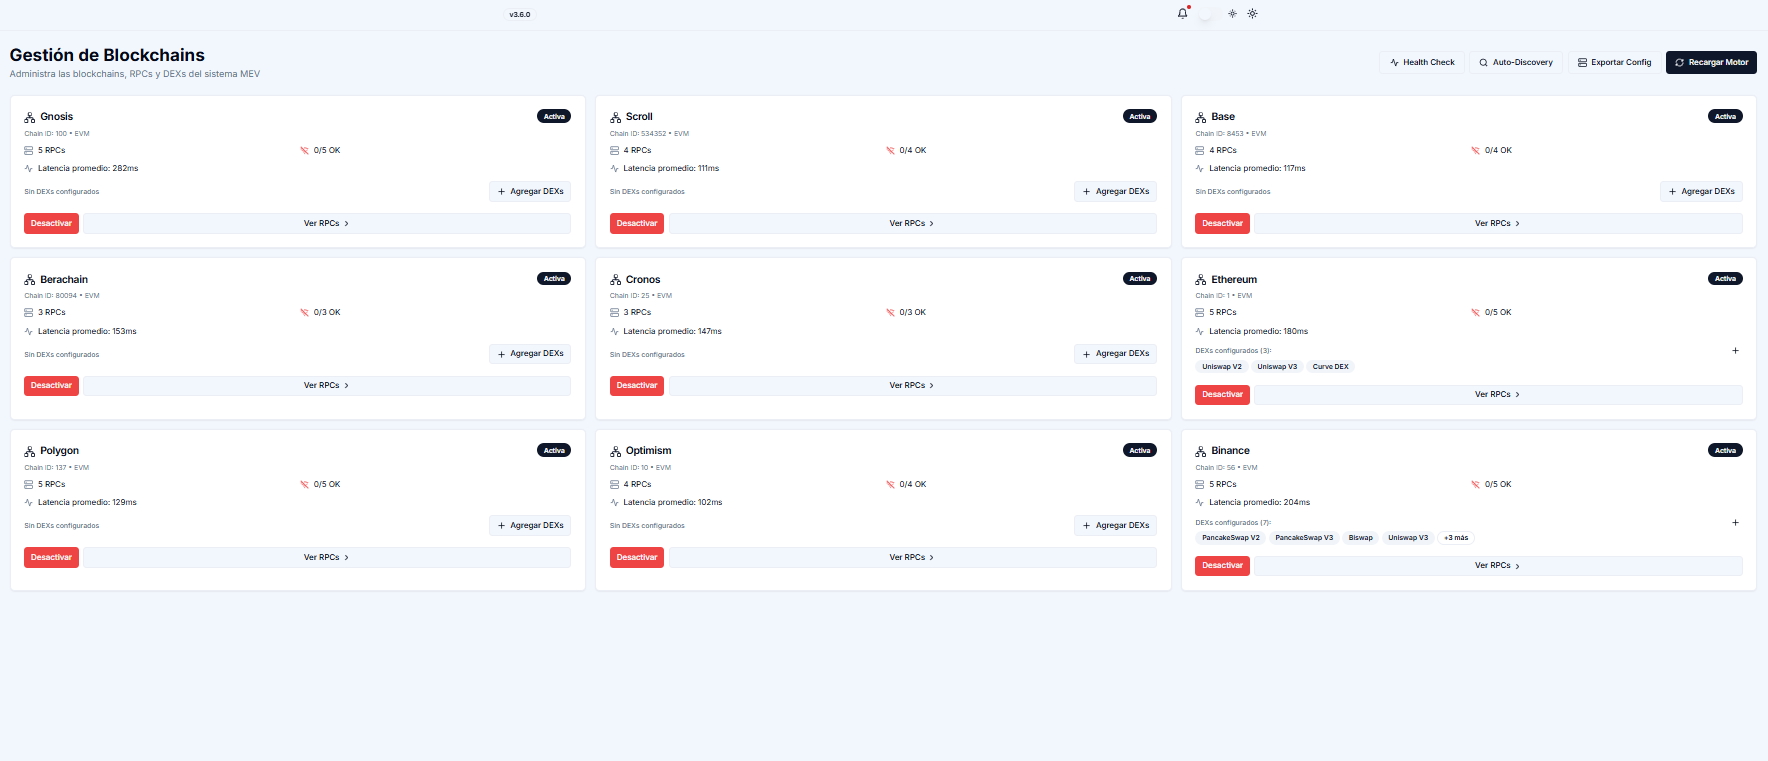 v3.6.0
Gestión de Blockchains
Administra las blockchains, RPCs y DEXs del sistema MEV
Health Check
Auto-Discovery
Exportar Config
Recargar Motor
Gnosis
Activa
Chain ID: 100 • EVM
5 RPCs
0/5 OK
Latencia promedio: 282ms
Sin DEXs configurados
+ Agregar DEXs
Desactivar
Ver RPCs >
Scroll
Activa
Chain ID: 534352 • EVM
4 RPCs
0/4 OK
Latencia promedio: 111ms
Sin DEXs configurados
+ Agregar DEXs
Desactivar
Ver RPCs >
Base
Activa
Chain ID: 8453 • EVM
4 RPCs
0/4 OK
Latencia promedio: 117ms
Sin DEXs configurados
+ Agregar DEXs
Desactivar
Ver RPCs >
Berachain
Activa
Chain ID: 80094 • EVM
3 RPCs
0/3 OK
Latencia promedio: 153ms
Sin DEXs configurados
+ Agregar DEXs
Desactivar
Ver RPCs >
Cronos
Activa
Chain ID: 25 • EVM
3 RPCs
0/3 OK
Latencia promedio: 147ms
Sin DEXs configurados
+ Agregar DEXs
Desactivar
Ver RPCs >
Ethereum
Activa
Chain ID: 1 • EVM
5 RPCs
0/5 OK
Latencia promedio: 180ms
DEXs configurados (3):
+
Uniswap V2
Uniswap V3
Curve DEX
Desactivar
Ver RPCs >
Polygon
Activa
Chain ID: 137 • EVM
5 RPCs
0/5 OK
Latencia promedio: 129ms
Sin DEXs configurados
+ Agregar DEXs
Desactivar
Ver RPCs >
Optimism
Activa
Chain ID: 10 • EVM
4 RPCs
0/4 OK
Latencia promedio: 102ms
Sin DEXs configurados
+ Agregar DEXs
Desactivar
Ver RPCs >
Binance
Activa
Chain ID: 56 • EVM
5 RPCs
0/5 OK
Latencia promedio: 204ms
DEXs configurados (7):
+
PancakeSwap V2
PancakeSwap V3
Biswap
Uniswap V3
+3 más
Desactivar
Ver RPCs >